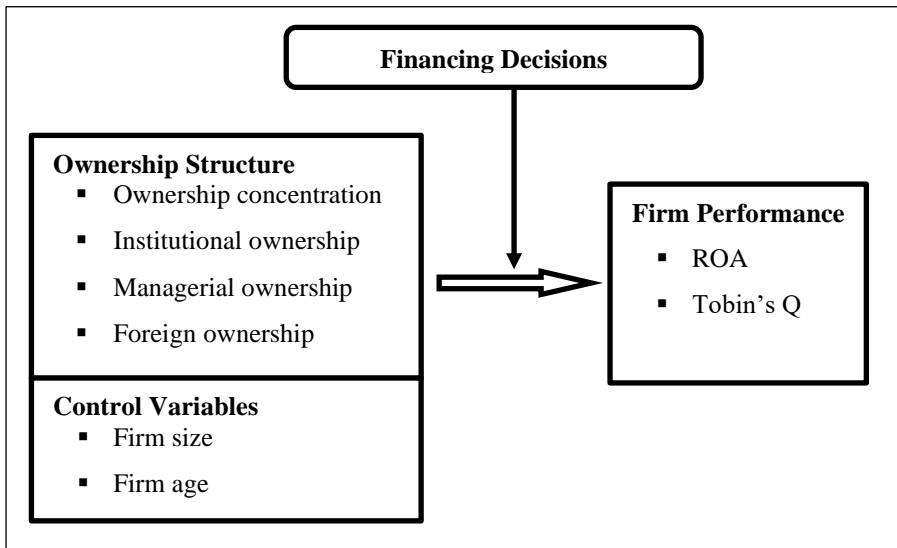 Financing Decisions
Ownership Structure
▪ Ownership concentration
▪ Institutional ownership
▪ Managerial ownership
▪ Foreign ownership
Control Variables
▪ Firm size
▪ Firm age
Firm Performance
▪ ROA
▪ Tobin’s Q